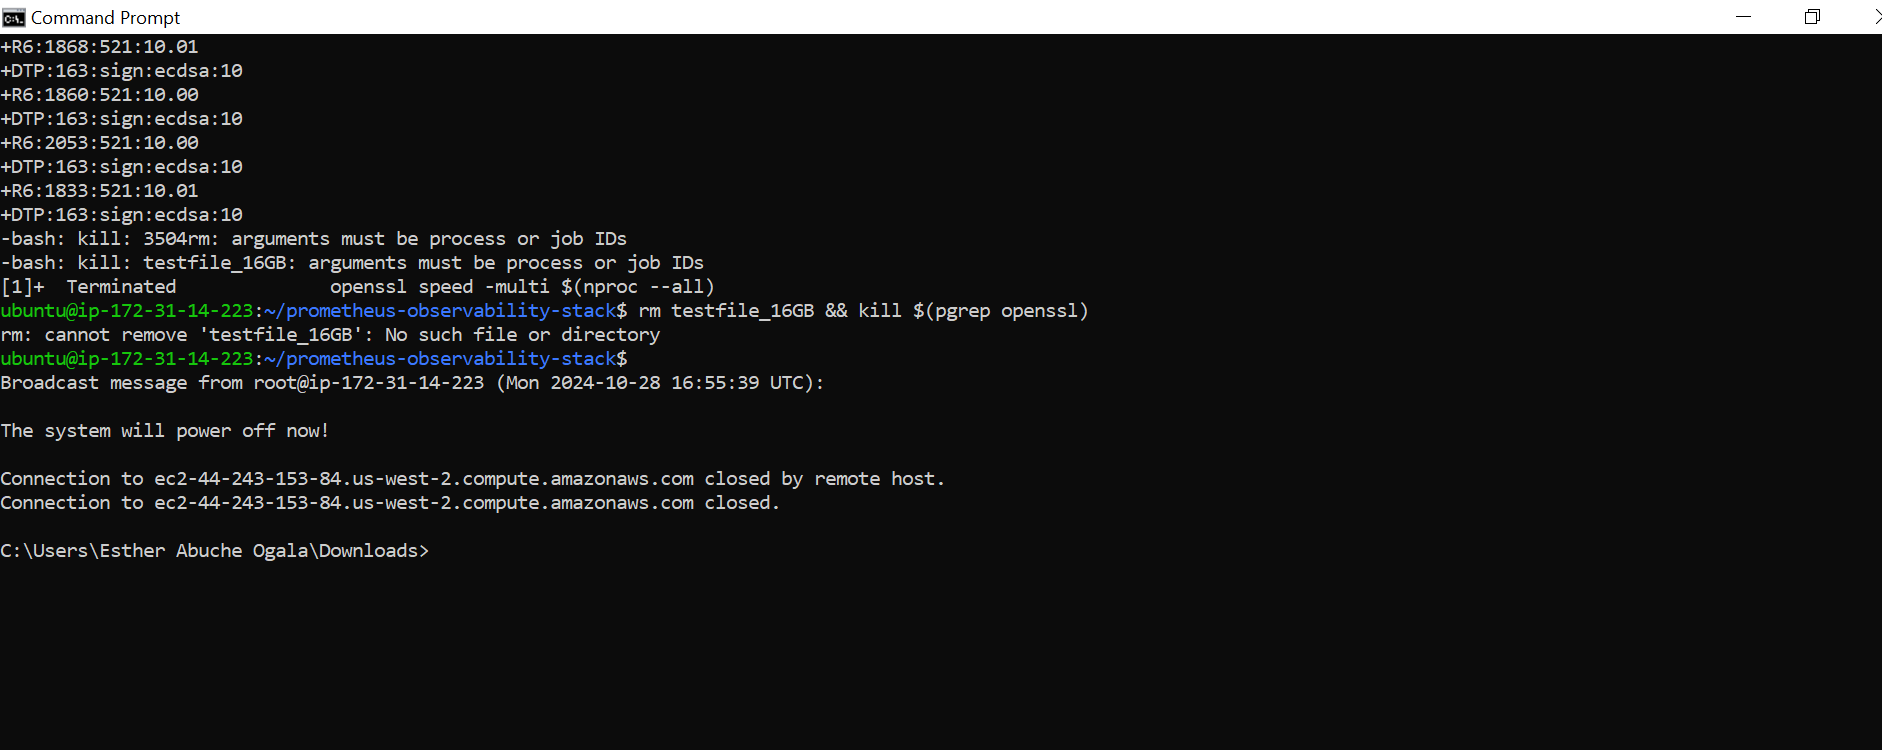 Command Prompt
+R6:1868:521:10.01
+DTP:163:sign:ecdsa:10
+R6:1860:521:10.00
+DTP:163:sign:ecdsa:10
+R6:2053:521:10.00
+DTP:163:sign:ecdsa:10
+R6:1833:521:10.01
+DTP:163:sign:ecdsa:10
-bash: kill: 3504rm: arguments must be process or job IDs
-bash: kill: testfile_16GB: arguments must be process or job IDs
[1]+  Terminated              openssl speed -multi $(nproc --all)
ubuntu@ip-172-31-14-223:~/prometheus-observability-stack$ rm testfile_16GB && kill $(pgrep openssl)
rm: cannot remove 'testfile_16GB': No such file or directory
ubuntu@ip-172-31-14-223:~/prometheus-observability-stack$
Broadcast message from root@ip-172-31-14-223 (Mon 2024-10-28 16:55:39 UTC):
The system will power off now!
Connection to ec2-44-243-153-84.us-west-2.compute.amazonaws.com closed by remote host.
Connection to ec2-44-243-153-84.us-west-2.compute.amazonaws.com closed.
C:\Users\Esther Abuche Ogala\Downloads>